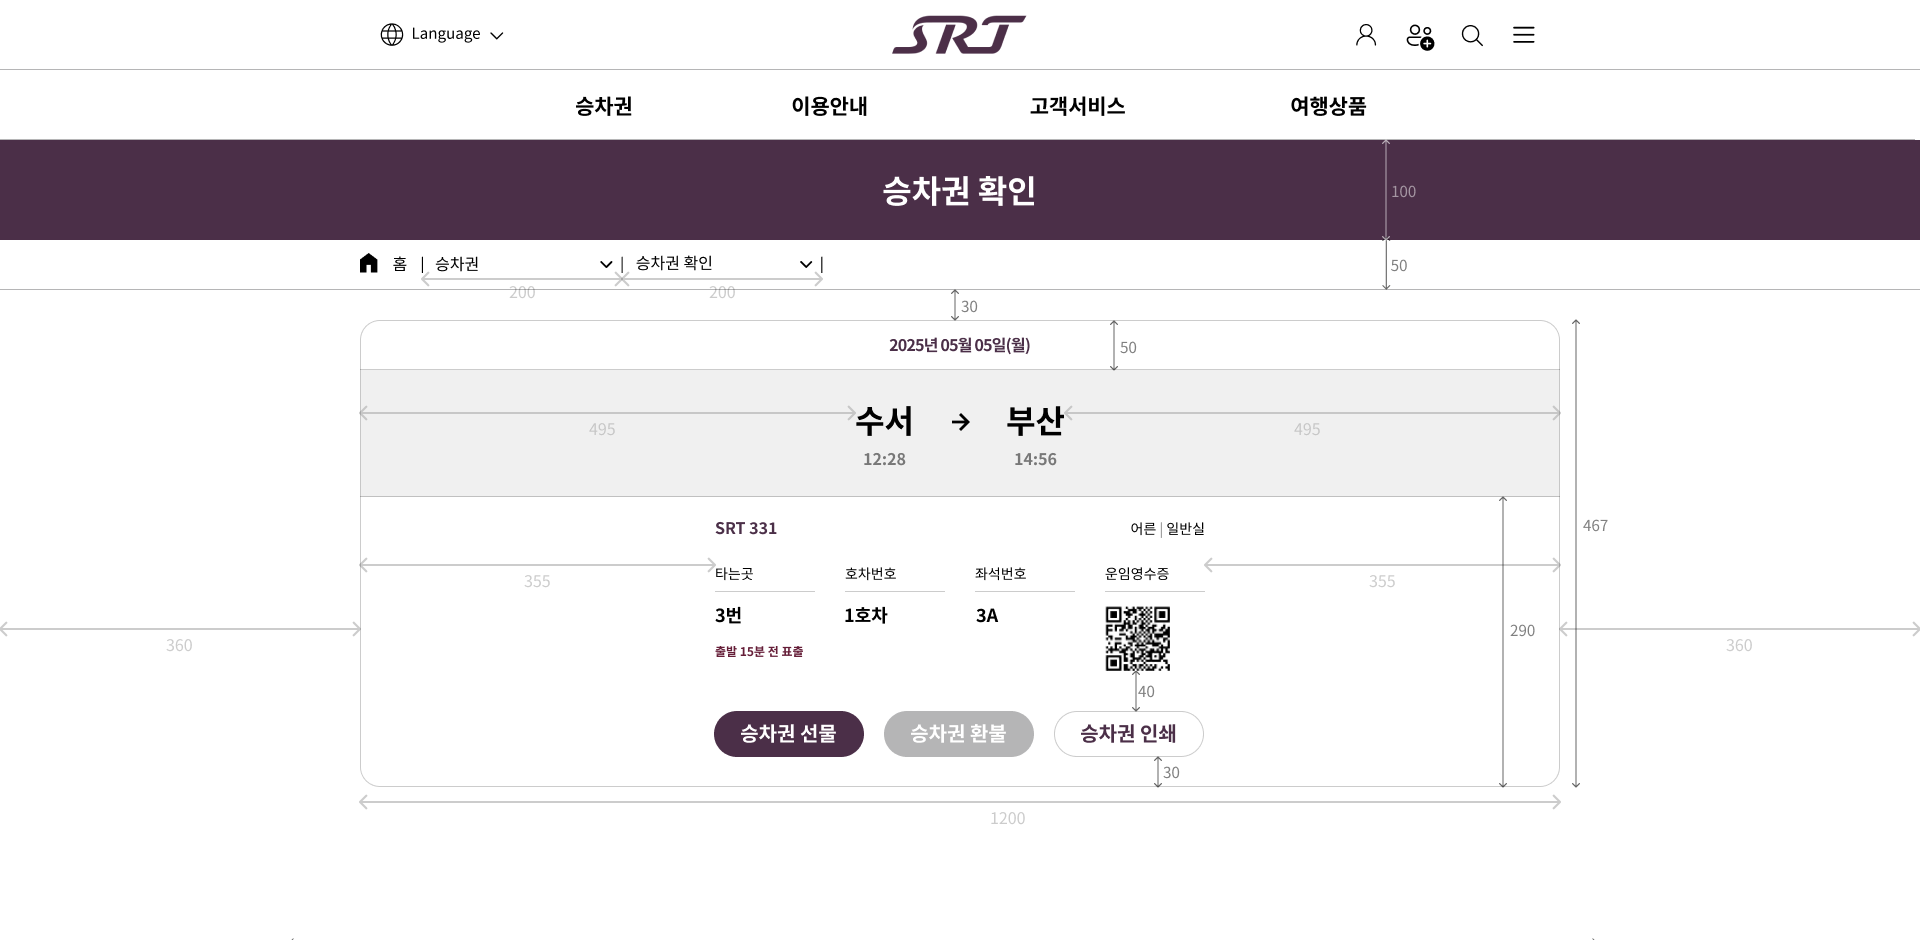 Language
SRT
승차권 이용안내 고객서비스 여행상품
승차권 확인
100
홈 | 승차권 | 승차권 확인 |
50
200 200
30
2025년 05월 05일(월)
50
수서 → 부산
495 495
12:28 14:56
467
SRT 331 어른 | 일반실
355 355
타는곳 호차번호 좌석번호 운임영수증
3번 1호차 3A
290
360 360
출발 15분 전 표출
40
승차권 선물 승차권 환불 승차권 인쇄
30
1200